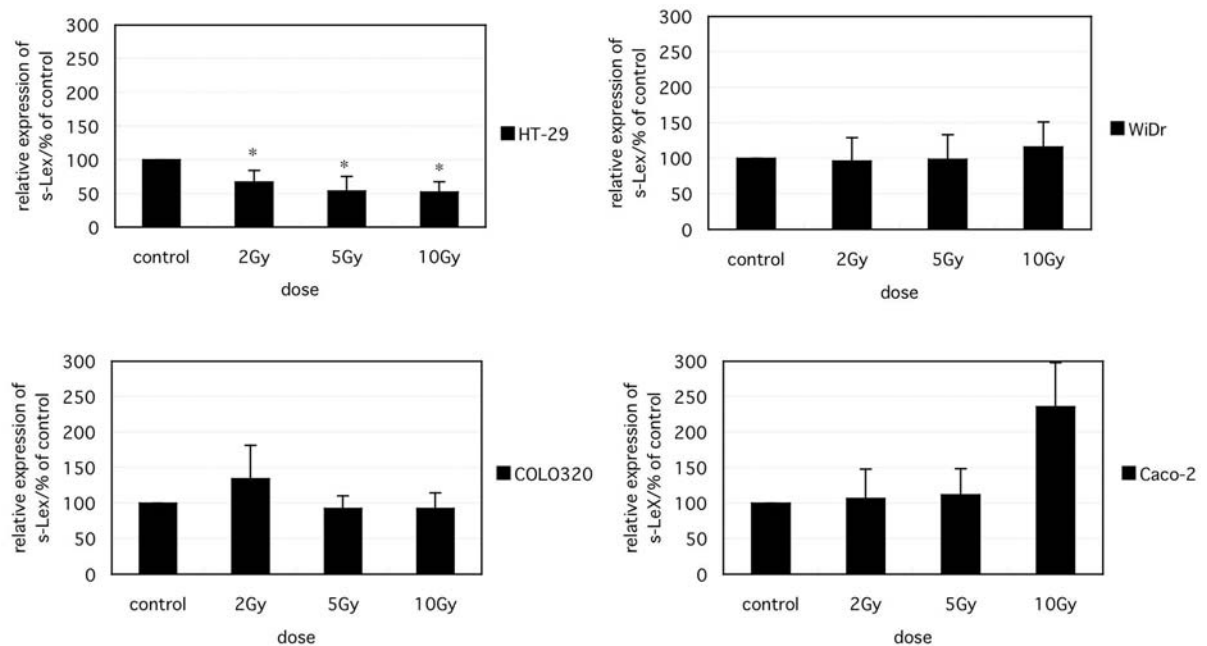 relative expression of
s-Lex/% of control
300
250
200
150
100
50
0
* * *
control 2Gy 5Gy 10Gy
dose
HT-29
relative expression of
s-Lex/% of control
300
250
200
150
100
50
0
control 2Gy 5Gy 10Gy
dose
WiDr
relative expression of
s-Lex/% of control
300
250
200
150
100
50
0
control 2Gy 5Gy 10Gy
dose
COLO320
relative expression of
s-LeX/% of control
300
250
200
150
100
50
0
control 2Gy 5Gy 10Gy
dose
Caco-2